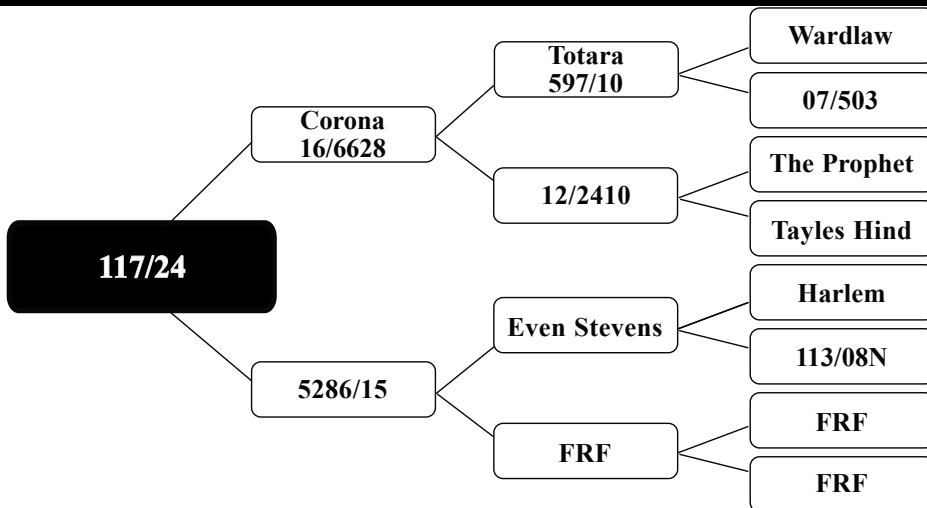 Wardlaw
Totara
597/10
07/503
Corona
16/6628
The Prophet
12/2410
Tayles Hind
117/24
Harlem
Even Stevens
113/08N
5286/15
FRF
FRF
FRF